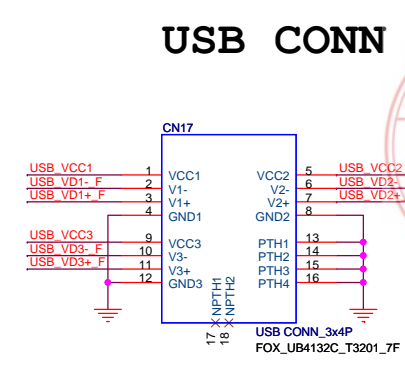 USB CONN
CN17
USB_VCC1 1 VCC1 VCC2 5 USB_VCC2
USB_VD1-_F 2 V1- V2- 6 USB_VD2-
USB_VD1+_F 3 V1+ V2+ 7 USB_VD2+
4 GND1 GND2 8
USB_VCC3 9 VCC3 PTH1 13
USB_VD3-_F 10 V3- PTH2 14
USB_VD3+_F 11 V3+ PTH3 15
12 GND3 PTH4 16
NPTH1 NPTH2
17 18
USB CONN_3x4P
FOX_UB4132C_T3201_7F